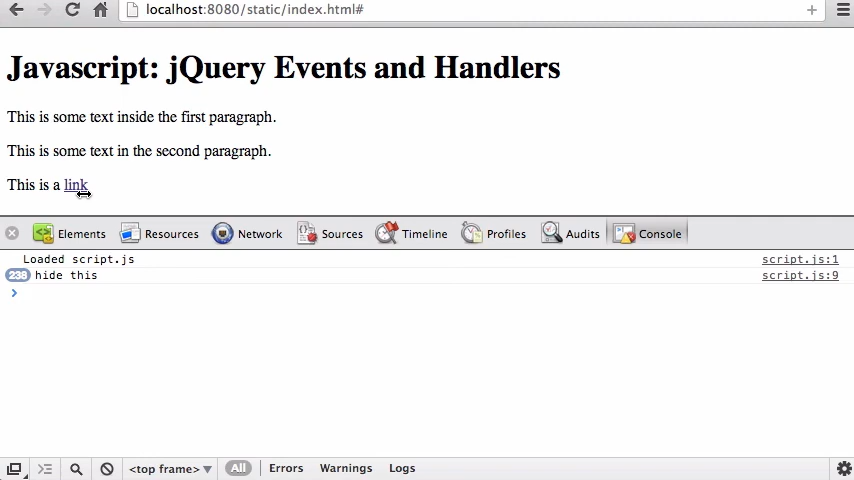 localhost:8080/static/index.html#
Javascript: jQuery Events and Handlers
This is some text inside the first paragraph.
This is some text in the second paragraph.
This is a link
Elements Resources Network Sources Timeline Profiles Audits Console
Loaded script.js script.js:1
238 hide this script.js:9
<top frame> All Errors Warnings Logs